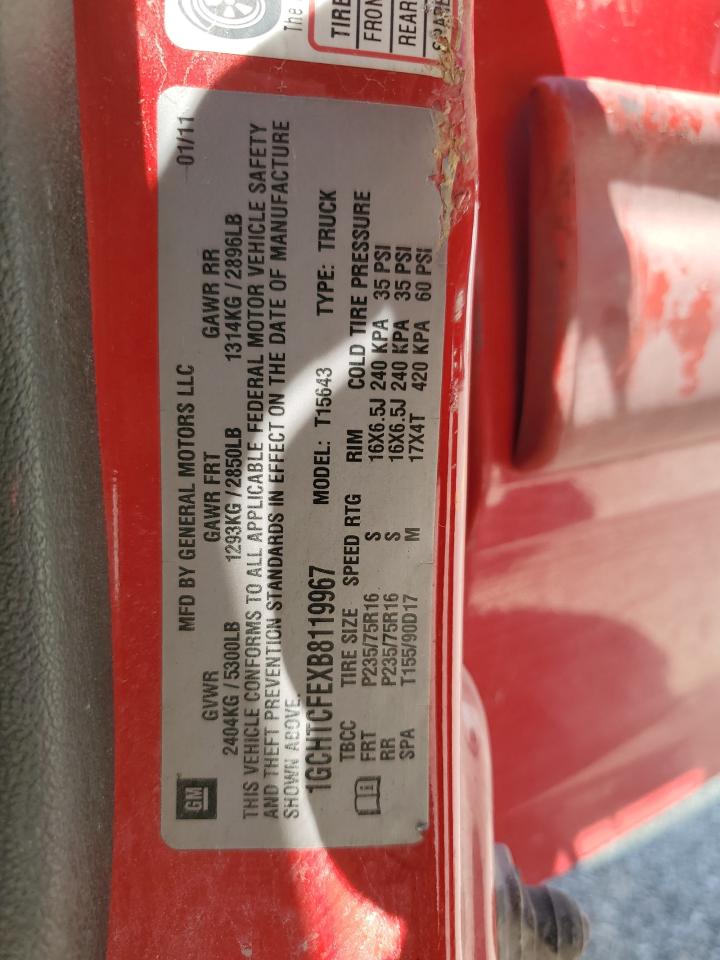 The
TIRE
FRON
REAR
SPARE
GM
MFD BY GENERAL MOTORS LLC 01/11
GVWR GAWR FRT GAWR RR
2404KG / 5300LB 1293KG / 2850LB 1314KG / 2896LB
THIS VEHICLE CONFORMS TO ALL APPLICABLE FEDERAL MOTOR VEHICLE SAFETY
AND THEFT PREVENTION STANDARDS IN EFFECT ON THE DATE OF MANUFACTURE
SHOWN ABOVE.
1GCHTCFEXB8119967 MODEL: T15643 TYPE: TRUCK
TBCC TIRE SIZE SPEED RTG RIM COLD TIRE PRESSURE
FRT P235/75R16 S 16X6.5J 240 KPA 35 PSI
RR P235/75R16 S 16X6.5J 240 KPA 35 PSI
SPA T155/90D17 M 17X4T 420 KPA 60 PSI